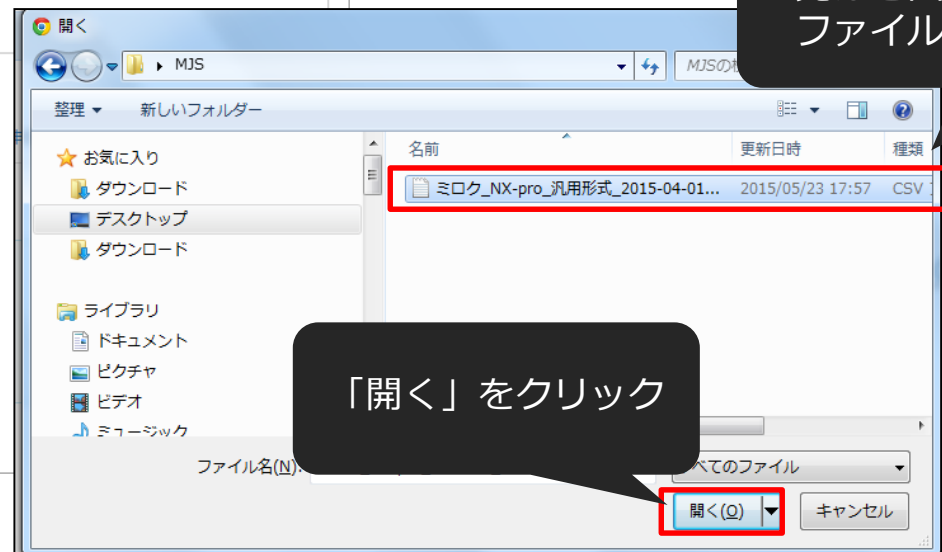 開く
ファイル
MJS
MJSの
整理
新しいフォルダー
名前
更新日時
種類
お気に入り
ダウンロード
デスクトップ
ダウンロード
ミロク_NX-pro_汎用形式_2015-04-01...
2015/05/23 17:57
CSV
ライブラリ
ドキュメント
ピクチャ
ビデオ
ミュージック
「開く」をクリック
ファイル名(N):
べてのファイル
開く(O)
キャンセル